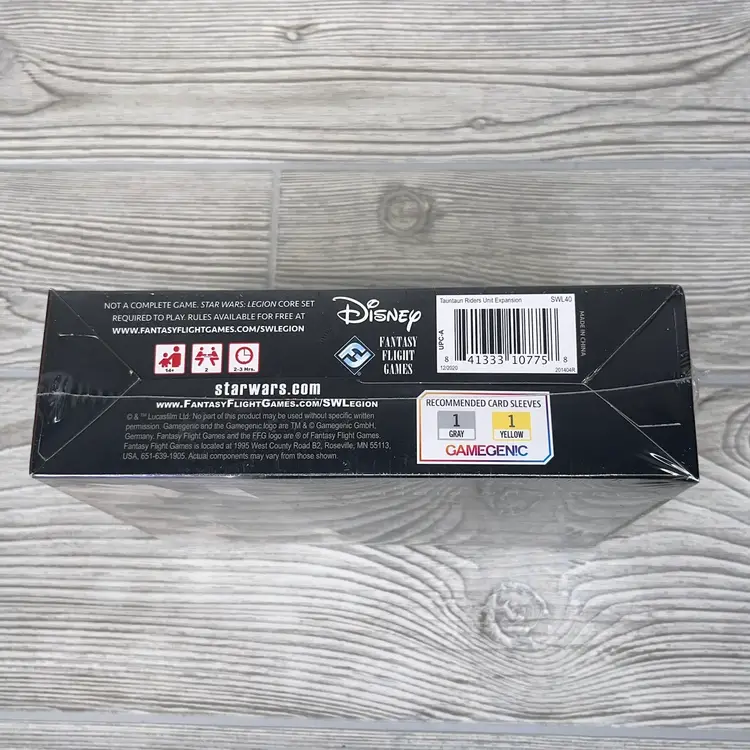 NOT A COMPLETE GAME. STAR WARS: LEGION CORE SET
REQUIRED TO PLAY. RULES AVAILABLE FOR FREE AT
WWW.FANTASYFLIGHTGAMES.COM/SWLEGION
14+
2
2-3 Hrs.
starwars.com
WWW.FANTASYFLIGHTGAMES.COM/SWLEGION
© & ™ Lucasfilm Ltd. No part of this product may be used without specific written
permission. Gamegenic and the Gamegenic logo are TM & © Gamegenic GmbH,
Germany. Fantasy Flight Games and the FFG logo are ® of Fantasy Flight Games.
Fantasy Flight Games is located at 1995 West County Road B2, Roseville, MN 55113,
USA, 651-639-1905. Actual components may vary from those shown.
Disney
FANTASY
FLIGHT
GAMES
Tauntaun Riders Unit Expansion SWL40
UPC-A
8 41333 10775 8
12/2020 201404R
MADE IN CHINA
RECOMMENDED CARD SLEEVES
1 1
GRAY YELLOW
GAMEGEN!C